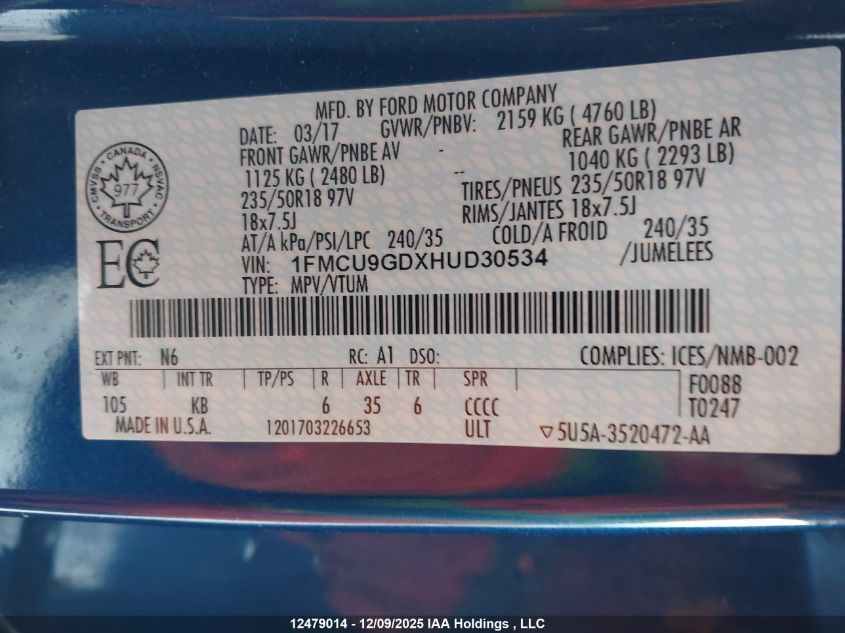 MFD. BY FORD MOTOR COMPANY
DATE: 03/17 GVWR/PNBV: 2159 KG ( 4760 LB)
FRONT GAWR/PNBE AV - REAR GAWR/PNBE AR
1125 KG ( 2480 LB) -- 1040 KG ( 2293 LB)
235/50R18 97V TIRES/PNEUS 235/50R18 97V
18x7.5J RIMS/JANTES 18x7.5J
AT/A kPa/PSI/LPC 240/35 COLD/A FROID 240/35
VIN: 1FMCU9GDXHUD30534 /JUMELEES
TYPE: MPV/VTUM
CANADA
CMVSS NSVAC
977
TRANSPORT
EC
EXT PNT: N6 RC: A1 DSO: COMPLIES: ICES/NMB-002
WB INT TR TP/PS R AXLE TR SPR F0088
105 KB 6 35 6 CCCC T0247
MADE IN U.S.A. 1201703226653 ULT ▽5U5A-3520472-AA
12479014 - 12/09/2025 IAA Holdings , LLC